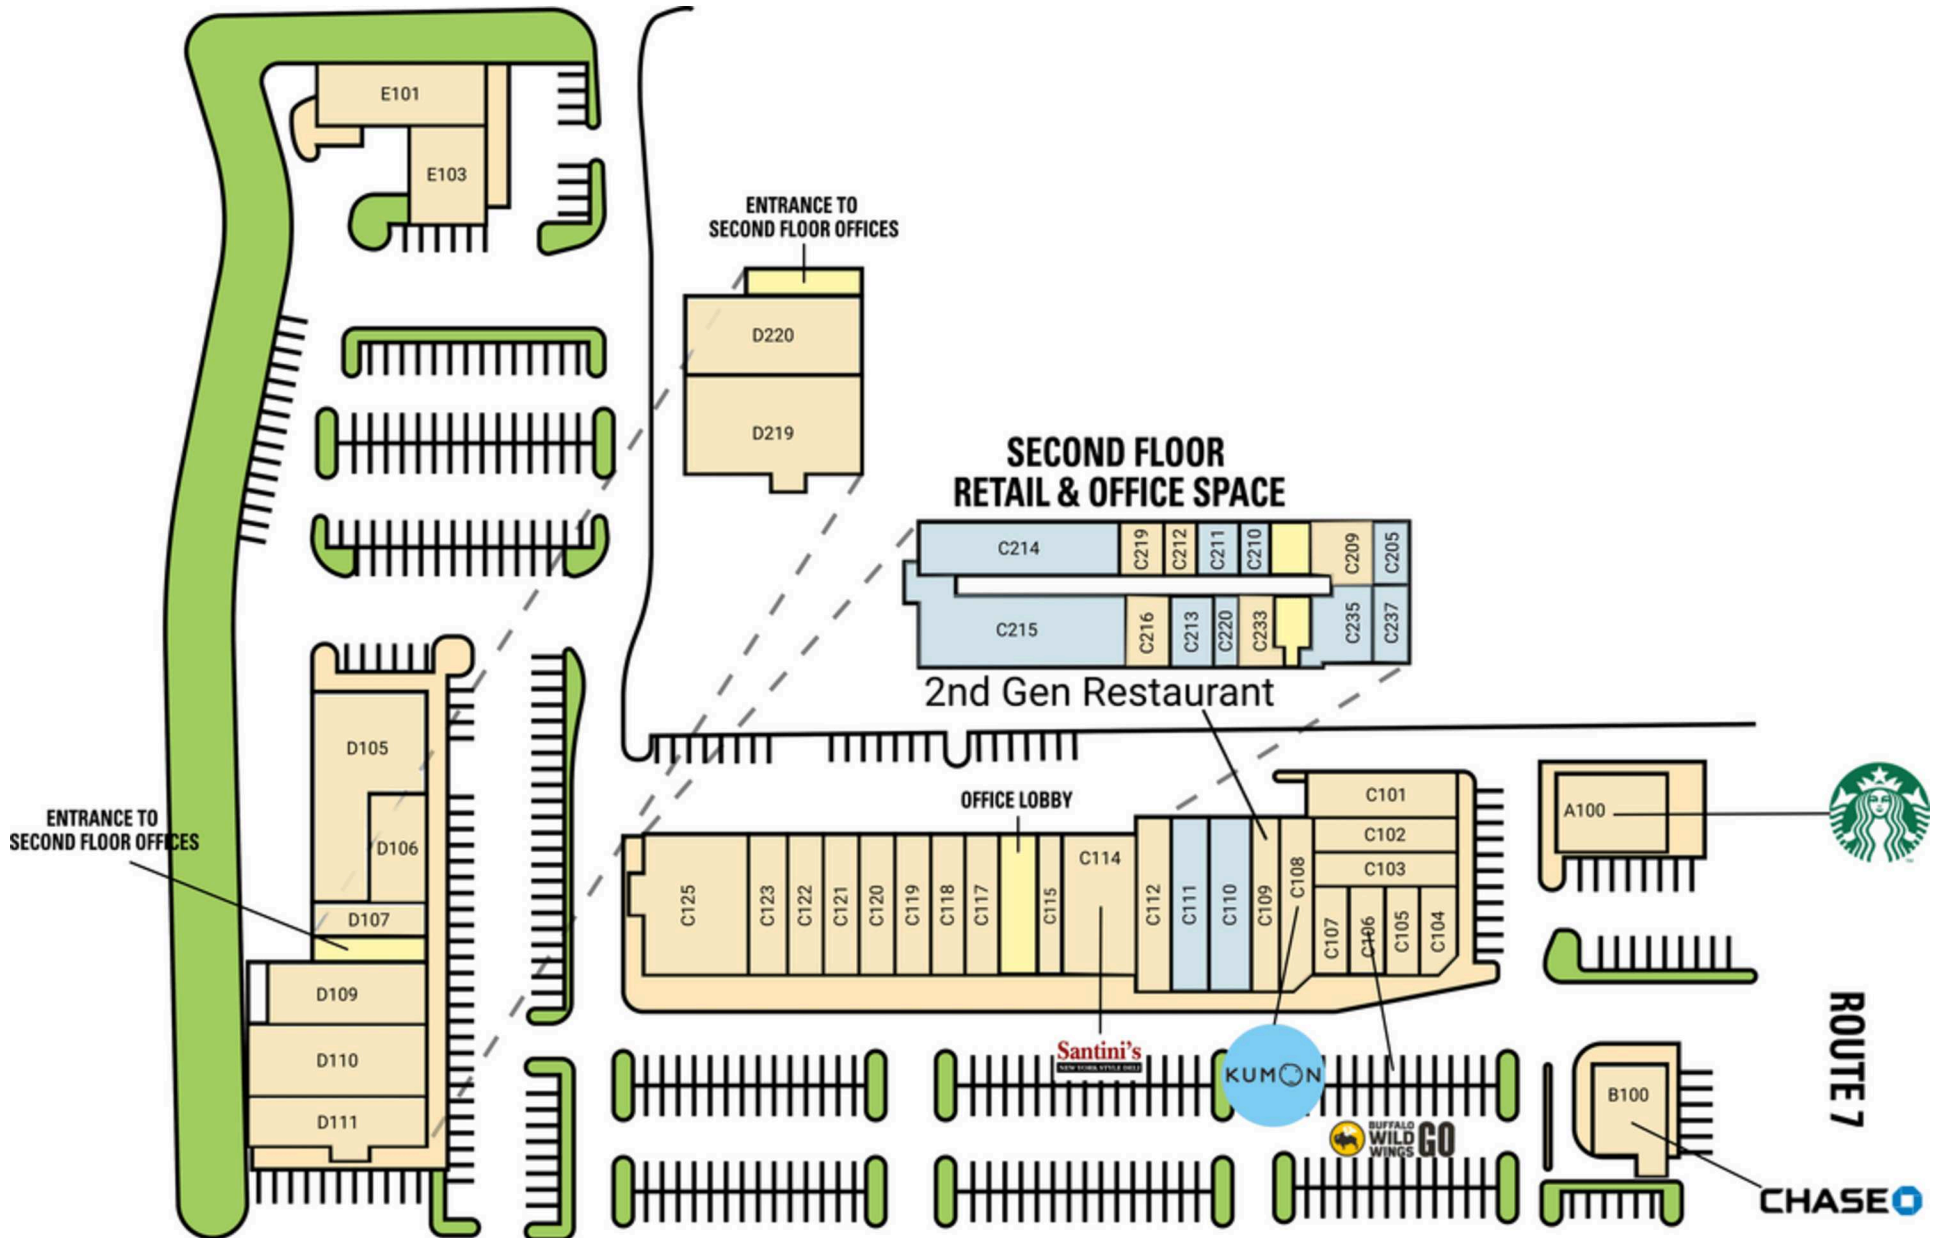 E101
E103
ENTRANCE TO
SECOND FLOOR OFFICES
D220
D219
SECOND FLOOR
RETAIL & OFFICE SPACE
C214
C219
C212
C211
C210
C209
C205
C215
C216
C213
C220
C233
C235
C237
2nd Gen Restaurant
D105
D106
D107
ENTRANCE TO
SECOND FLOOR OFFICES
D109
D110
D111
OFFICE LOBBY
C125
C123
C122
C121
C120
C119
C118
C117
C115
C114
C112
C111
C110
C109
C108
C101
C102
C103
C107
C106
C105
C104
A100
Santini's
NEW YORK STYLE DELI
KUMON
BUFFALO
WILD
WINGS
GO
B100
ROUTE 7
CHASE